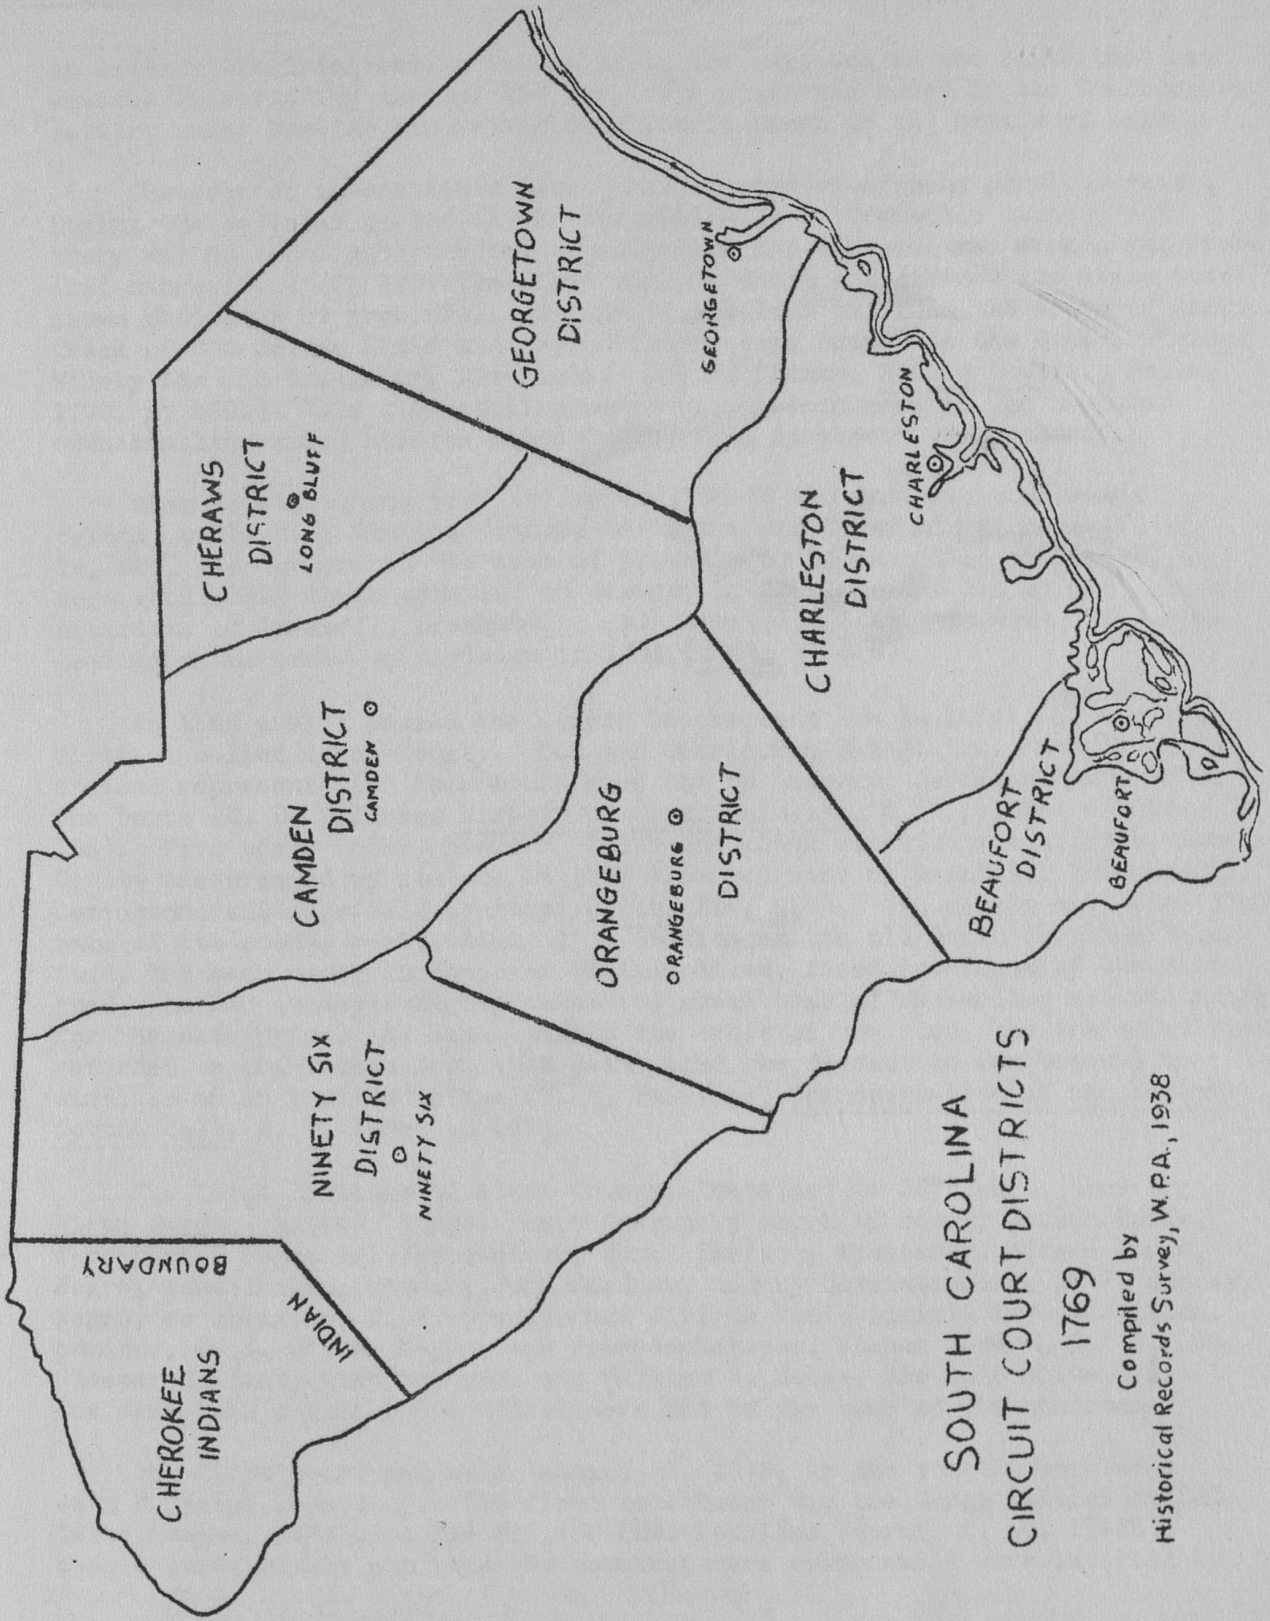 CHEROKEE
INDIANS
INDIAN
BOUNDARY
NINETY SIX
DISTRICT
NINETY SIX
CAMDEN
DISTRICT
CAMDEN
CHERAWS
DISTRICT
LONG BLUFF
GEORGETOWN
DISTRICT
GEORGETOWN
ORANGEBURG
ORANGEBURG
DISTRICT
CHARLESTON
DISTRICT
CHARLESTON
BEAUFORT
DISTRICT
BEAUFORT
SOUTH CAROLINA
CIRCUIT COURT DISTRICTS
1769
Compiled by
Historical Records Survey, W.P.A., 1938